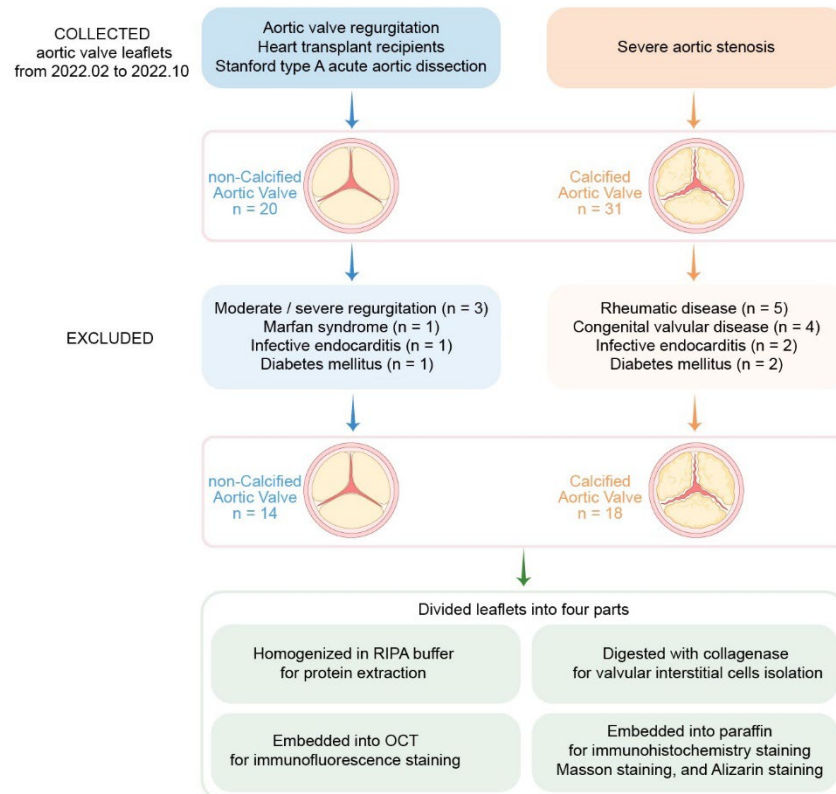 COLLECTED
aortic valve leaflets
from 2022.02 to 2022.10
Aortic valve regurgitation
Heart transplant recipients
Stanford type A acute aortic dissection
Severe aortic stenosis
non-Calcified
Aortic Valve
n = 20
Calcified
Aortic Valve
n = 31
EXCLUDED
Moderate / severe regurgitation (n = 3)
Marfan syndrome (n = 1)
Infective endocarditis (n = 1)
Diabetes mellitus (n = 1)
Rheumatic disease (n = 5)
Congenital valvular disease (n = 4)
Infective endocarditis (n = 2)
Diabetes mellitus (n = 2)
non-Calcified
Aortic Valve
n = 14
Calcified
Aortic Valve
n = 18
Divided leaflets into four parts
Homogenized in RIPA buffer
for protein extraction
Digested with collagenase
for valvular interstitial cells isolation
Embedded into OCT
for immunofluorescence staining
Embedded into paraffin
for immunohistochemistry staining
Masson staining, and Alizarin staining